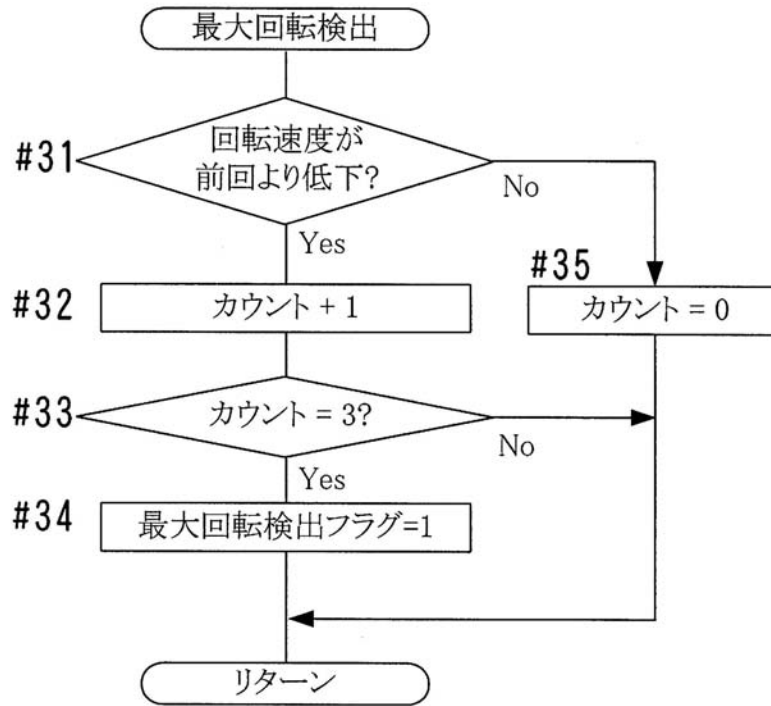 最大回転検出
#31
回転速度が
前回より低下?
No
Yes
#35
#32
カウント + 1
カウント = 0
#33
カウント = 3?
No
Yes
#34
最大回転検出フラグ=1
リターン